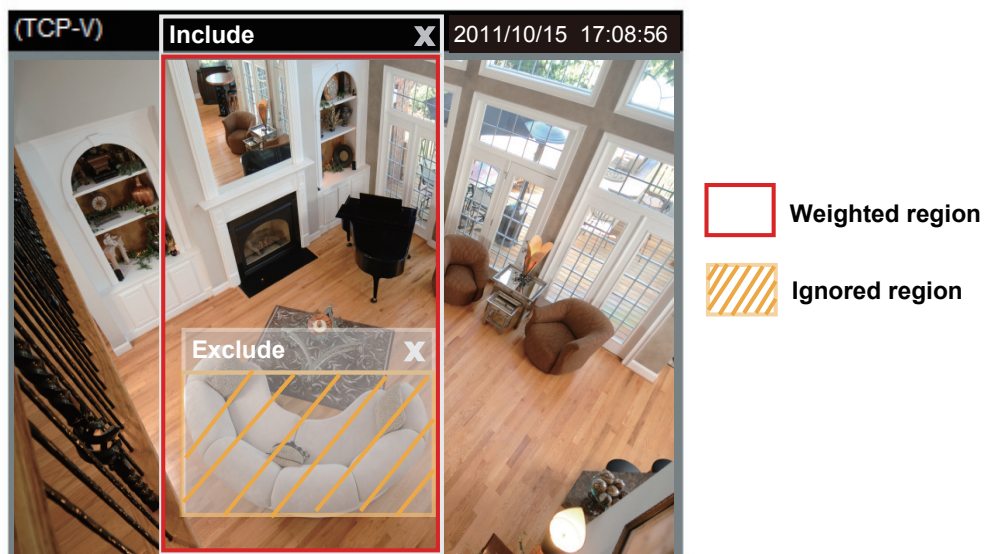 (TCP-V) Include X 2011/10/15 17:08:56
Weighted region
Ignored region
Exclude X